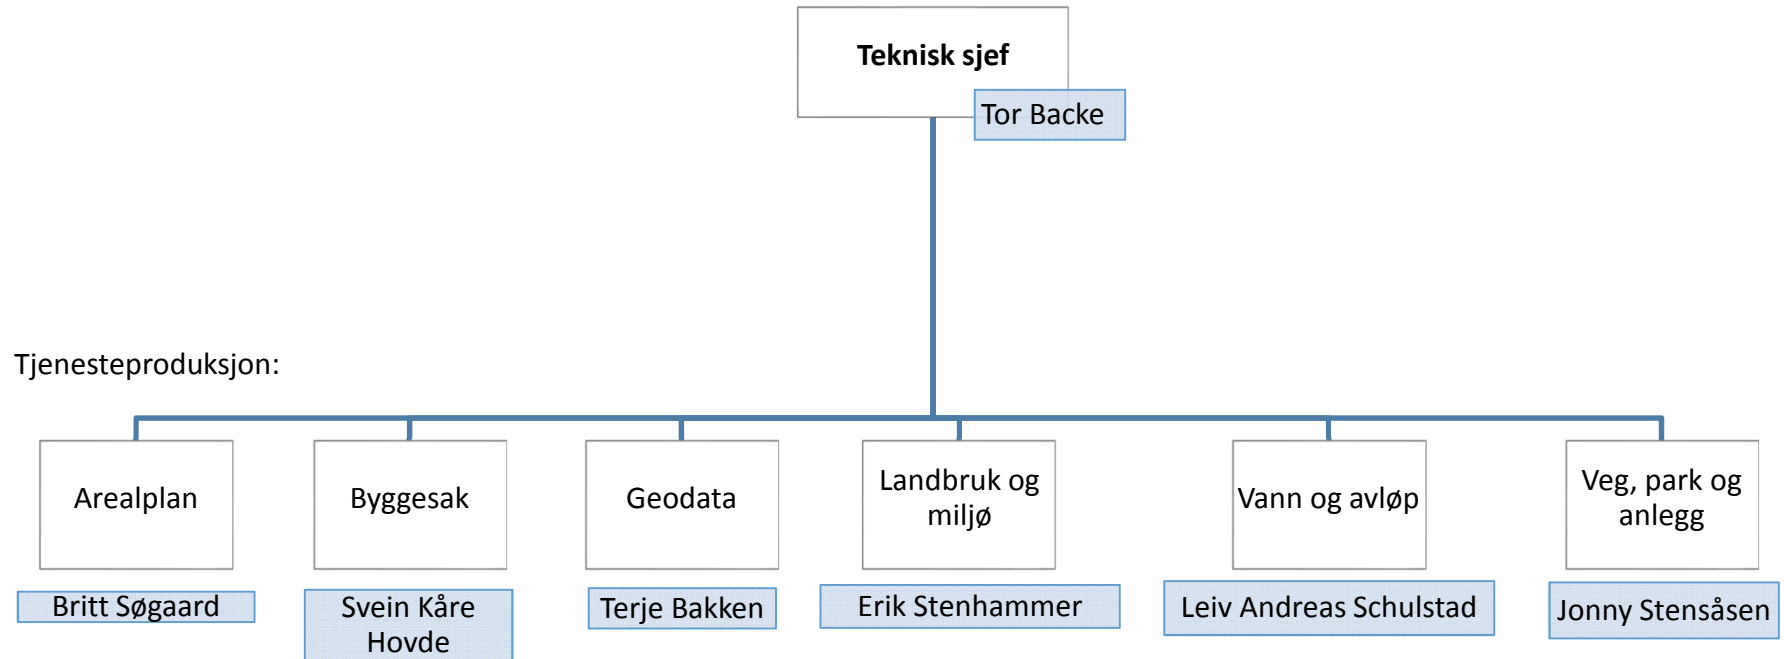 Teknisk sjef
Tor Backe
Tjenesteproduksjon:
Arealplan
Byggesak
Geodata
Landbruk og
miljø
Vann og avløp
Veg, park og
anlegg
Britt Søgaard
Svein Kåre
Hovde
Terje Bakken
Erik Stenhammer
Leiv Andreas Schulstad
Jonny Stensåsen